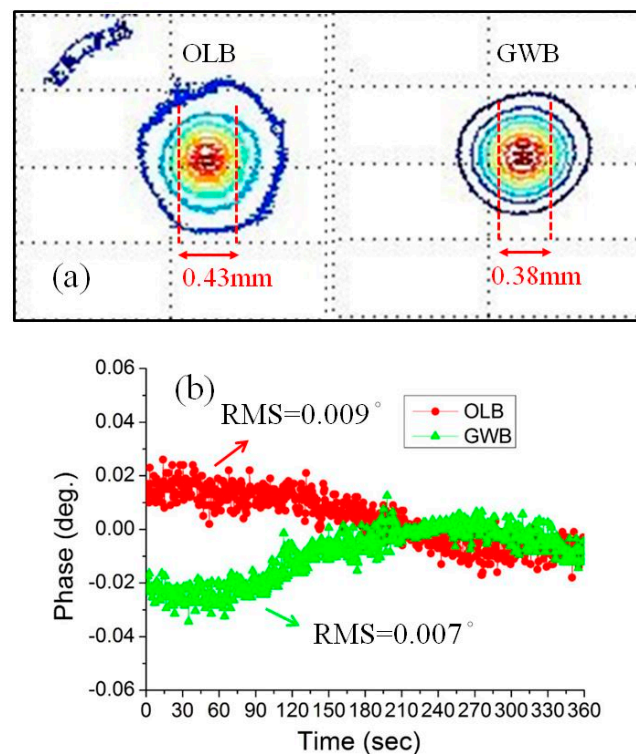 OLB
GWB
(a)
0.43mm
0.38mm
(b)
RMS=0.009°
OLB
GWB
RMS=0.007°
Phase (deg.)
0.06
0.04
0.02
0.00
-0.02
-0.04
-0.06
0 30 60 90 120 150 180 210 240 270 300 330 360
Time (sec)